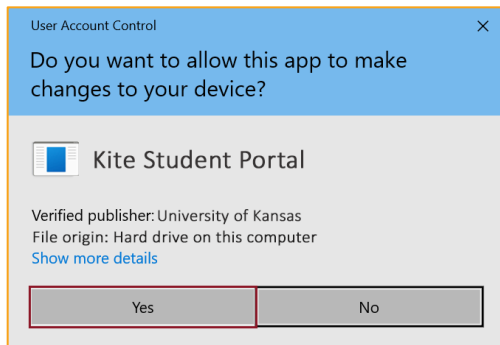 User Account Control
Do you want to allow this app to make
changes to your device?
Kite Student Portal
Verified publisher: University of Kansas
File origin: Hard drive on this computer
Show more details
Yes
No